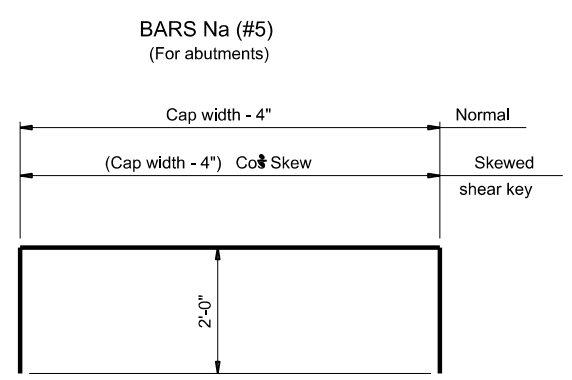 BARS Na (#5)
(For abutments)
Cap width - 4" Normal
(Cap width - 4") Skew Skewed
shear key
2'-0"